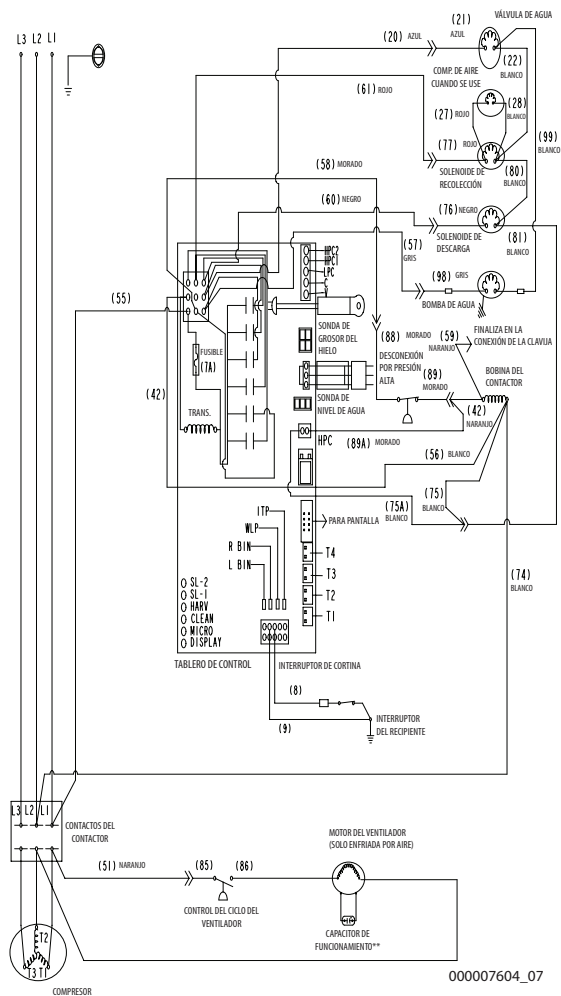 L3 L2 L1
(20)
AZUL
(21)
AZUL
VÁLVULA DE AGUA
(22)
BLANCO
COMP. DE AIRE
CUANDO SE USE
(61) ROJO
(27) ROJO
(28)
BLANCO
(99)
BLANCO
(77) ROJO
(80)
BLANCO
SOLENOIDE DE
RECOLECCIÓN
(58) MORADO
(60) NEGRO
(76) NEGRO
SOLENOIDE DE
DESCARGA
(81)
BLANCO
(57)
GRIS
(98) GRIS
BOMBA DE AGUA
HPC2
HPC1
LPC
C
V
(55)
SONDA DE
GROSOR DEL
HIELO
(88) MORADO
(59)
NARANJO
FINALIZA EN LA
CONEXIÓN DE LA CLAVIJA
FUSIBLE
(7A)
DESCONEXIÓN
POR PRESIÓN
ALTA
(89)
MORADO
BOBINA DEL
CONTACTOR
(42)
TRANS.
SONDA DE
NIVEL DE AGUA
(42)
NARANJO
HPC
(89A) MORADO
(56) BLANCO
(75)
BLANCO
(75A)
BLANCO
ITP
WLP
R BIN
L BIN
PARA PANTALLA
T4
T3
T2
T1
(74)
BLANCO
SL-2
SL-1
HARV
CLEAN
MICRO
DISPLAY
TABLERO DE CONTROL
INTERRUPTOR DE CORTINA
(8)
(9)
INTERRUPTOR
DEL RECIPIENTE
L3 L2 L1
CONTACTOS DEL
CONTACTOR
MOTOR DEL VENTILADOR
(SOLO ENFRIADA POR AIRE)
(51) NARANJO
(85)
(86)
CONTROL DEL CICLO DEL
VENTILADOR
CAPACITOR DE
FUNCIONAMIENTO**
T2
T3 T1
COMPRESOR
000007604_07